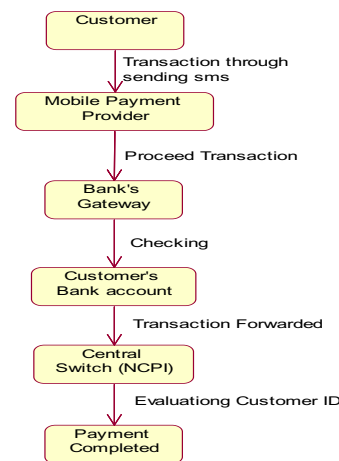 Customer
Transaction through
sending sms
Mobile Payment
Provider
Proceed Transaction
Bank's
Gateway
Checking
Customer's
Bank account
Transaction Forwarded
Central
Switch (NCPI)
Evaluationg Customer ID
Payment
Completed